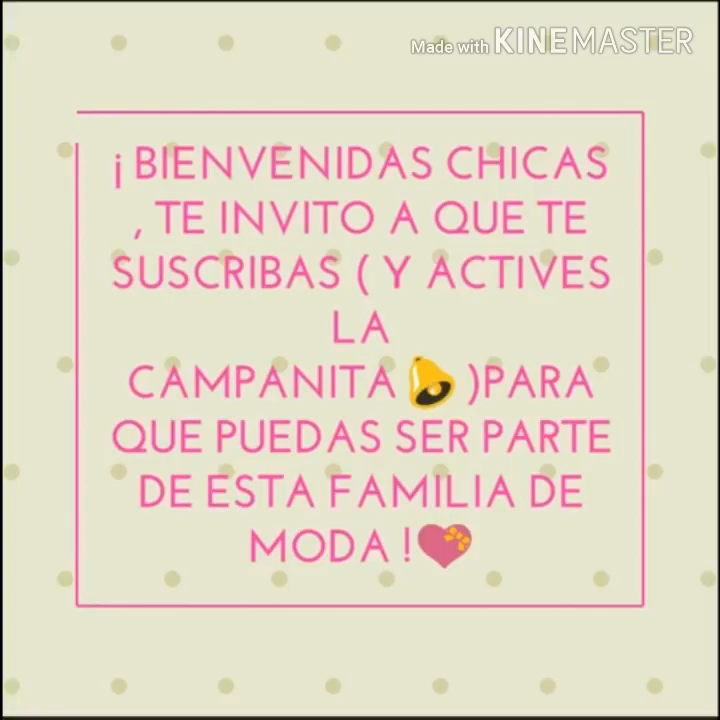 Made with KINEMASTER
¡ BIENVENIDAS CHICAS
, TE INVITO A QUE TE
SUSCRIBAS ( Y ACTIVES
LA
CAMPANITA🔔 )PARA
QUE PUEDAS SER PARTE
DE ESTA FAMILIA DE
MODA !💝